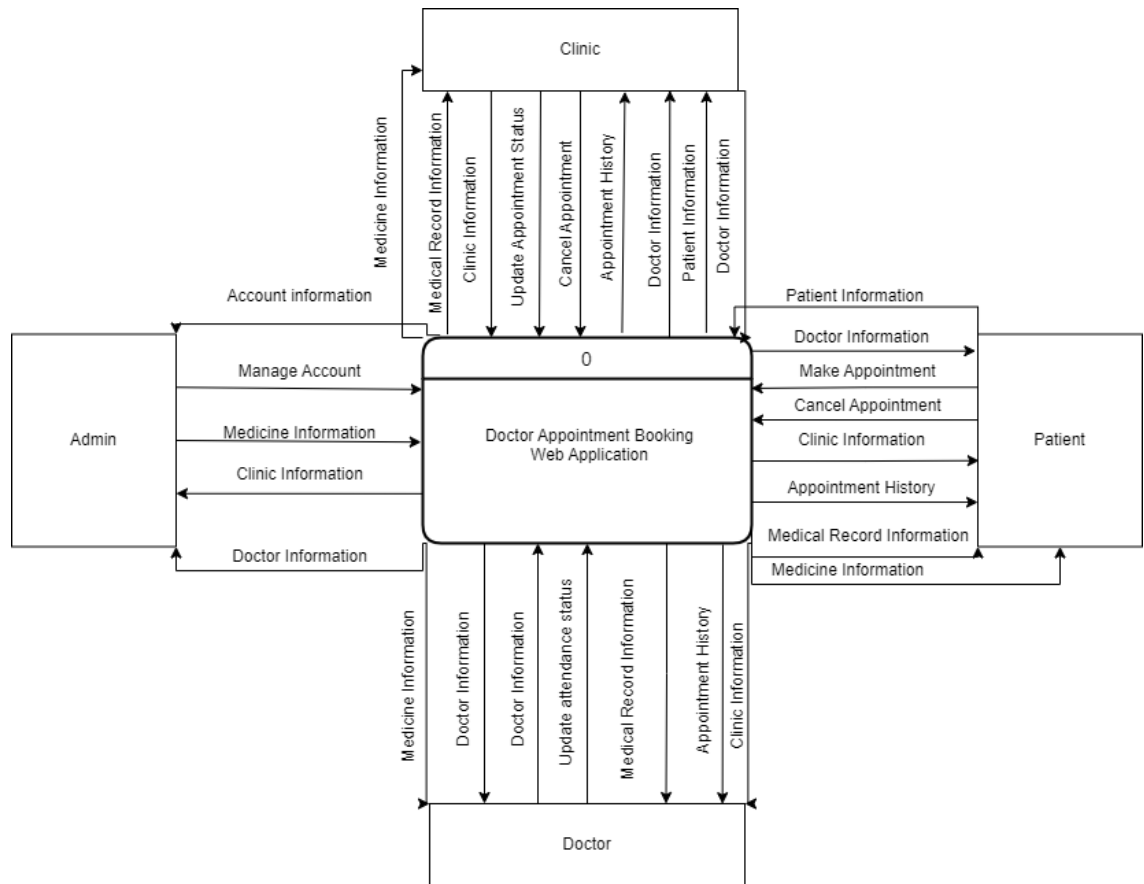 Clinic
Medicine Information
Medical Record Information
Clinic Information
Update Appointment Status
Cancel Appointment
Appointment History
Doctor Information
Patient Information
Doctor Information
Account information
Patient Information
Doctor Information
Manage Account
Make Appointment
Cancel Appointment
Medicine Information
Clinic Information
Clinic Information
Appointment History
Doctor Information
Medical Record Information
Medicine Information
Admin
0
Doctor Appointment Booking
Web Application
Patient
Medicine Information
Doctor Information
Doctor Information
Update attendance status
Medical Record Information
Appointment History
Clinic Information
Doctor